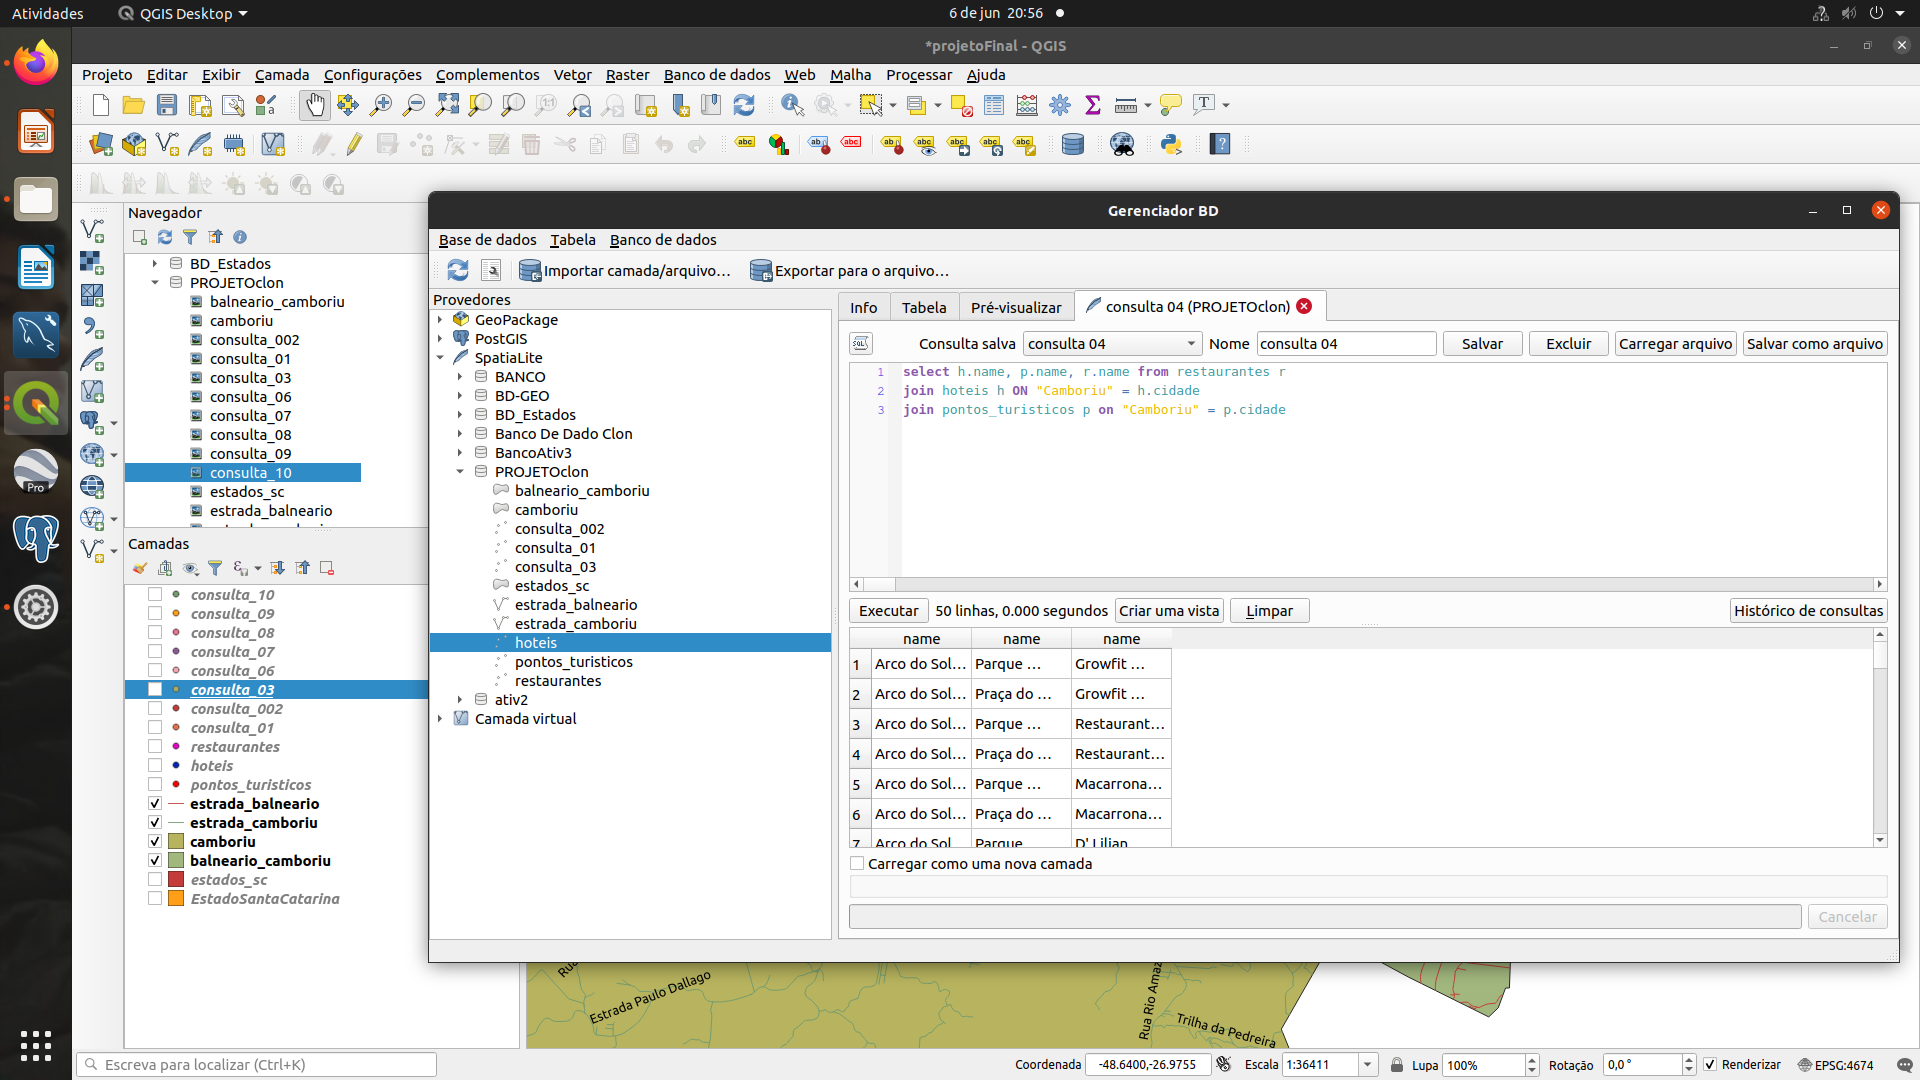 Atividades
QGIS Desktop
6 de jun 20:56
*projetoFinal - QGIS
Projeto Editar Exibir Camada Configurações Complementos Vetor Raster Banco de dados Web Malha Processar Ajuda
Navegador
BD_Estados
PROJETOclon
balneario_camboriu
camboriu
consulta_002
consulta_01
consulta_03
consulta_06
consulta_07
consulta_08
consulta_09
consulta_10
estados_sc
estrada_balneario
Camadas
consulta_10
consulta_09
consulta_08
consulta_07
consulta_06
consulta_03
consulta_002
consulta_01
restaurantes
hoteis
pontos_turisticos
estrada_balneario
estrada_camboriu
camboriu
balneario_camboriu
estados_sc
EstadoSantaCatarina
Gerenciador BD
Base de dados Tabela Banco de dados
Importar camada/arquivo…
Exportar para o arquivo…
Provedores
GeoPackage
PostGIS
SpatiaLite
BANCO
BD-GEO
BD_Estados
Banco De Dado Clon
BancoAtiv3
PROJETOclon
balneario_camboriu
camboriu
consulta_002
consulta_01
consulta_03
estados_sc
estrada_balneario
estrada_camboriu
hoteis
pontos_turisticos
restaurantes
ativ2
Camada virtual
Info Tabela Pré-visualizar consulta 04 (PROJETOclon)
SQL Consulta salva consulta 04 Nome consulta 04 Salvar Excluir Carregar arquivo Salvar como arquivo
1 select h.name, p.name, r.name from restaurantes r
2 join hoteis h ON "Camboriu" = h.cidade
3 join pontos_turisticos p on "Camboriu" = p.cidade
Executar 50 linhas, 0.000 segundos Criar uma vista Limpar Histórico de consultas
name name name
1 Arco do Sol… Parque … Growfit …
2 Arco do Sol… Praça do … Growfit …
3 Arco do Sol… Parque … Restaurant…
4 Arco do Sol… Praça do … Restaurant…
5 Arco do Sol… Parque … Macarrona…
6 Arco do Sol… Praça do … Macarrona…
7 Arco do Sol Parque D' Lilian
Carregar como uma nova camada
Cancelar
Pro
Rua
Estrada Paulo Dallago
Rua Rio Amaz
Trilha da Pedreira
Escreva para localizar (Ctrl+K)
Coordenada -48.6400,-26.9755 Escala 1:36411 Lupa 100% Rotação 0,0 ° Renderizar EPSG:4674